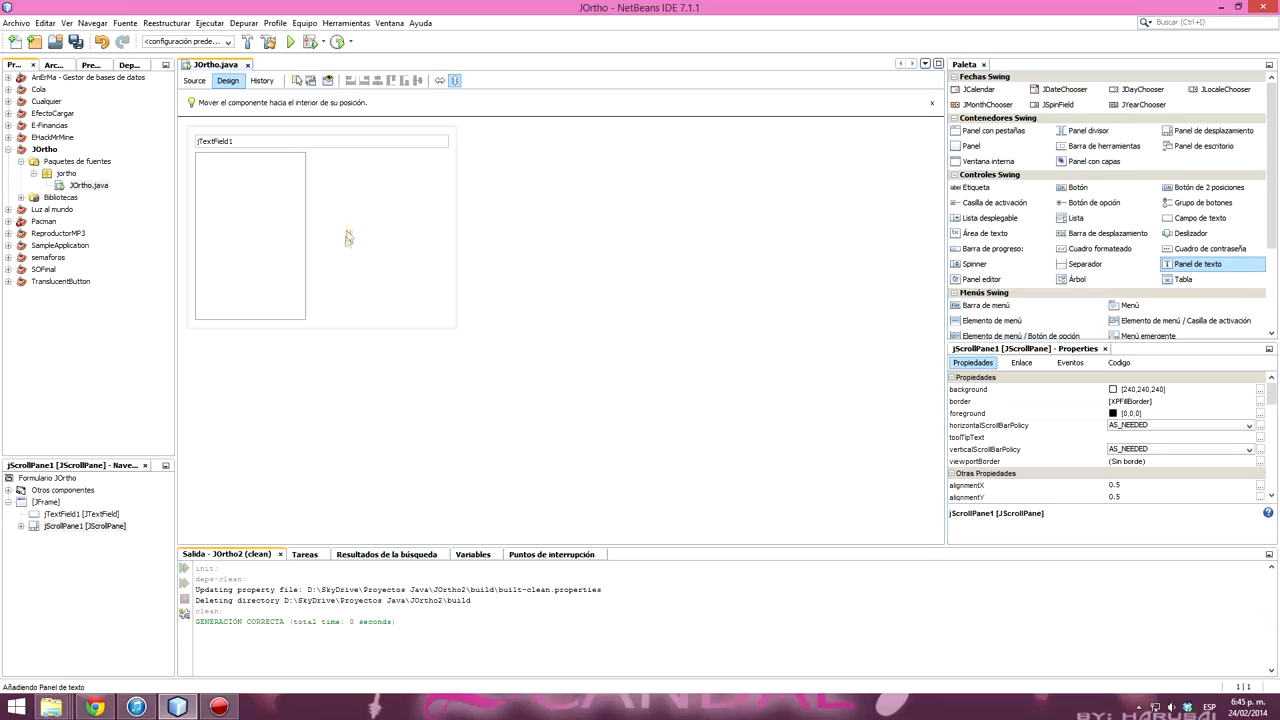 JOrtho - NetBeans IDE 7.1.1
Archivo Editar Ver Navegar Fuente Reestructurar Ejecutar Depurar Profile Equipo Herramientas Ventana Ayuda
Buscar (Ctrl+I)
<configuración prede...
Pr... Arc... Pre... Dep...
AnErMa - Gestor de bases de datos
Cola
Cualquier
EfectoCargar
E-Financias
EHackMrMine
JOrtho
Paquetes de fuentes
jortho
JOrtho.java
Bibliotecas
Luz al mundo
Pacman
ReproductorMP3
SampleApplication
semaforos
SOFinal
TranslucentButton
jScrollPane1 [JScrollPane] - Nave...
Formulario JOrtho
Otros componentes
[JFrame]
jTextField1 [JTextField]
jScrollPane1 [JScrollPane]
JOrtho.java
Source Design History
Mover el componente hacia el interior de su posición.
jTextField1
Salida - JOrtho2 (clean) Tareas Resultados de la búsqueda Variables Puntos de interrupción
init:
deps-clean:
Updating property file: D:\SkyDrive\Proyectos Java\JOrtho2\build\built-clean.properties
Deleting directory D:\SkyDrive\Proyectos Java\JOrtho2\build
clean:
GENERACIÓN CORRECTA (total time: 0 seconds)
Paleta
Fechas Swing
JCalendar JDateChooser JDayChooser JLocaleChooser
JMonthChooser JSpinField JYearChooser
Contenedores Swing
Panel con pestañas Panel divisor Panel de desplazamiento
Panel Barra de herramientas Panel de escritorio
Ventana interna Panel con capas
Controles Swing
label Etiqueta Botón Botón de 2 posiciones
Casilla de activación Botón de opción Grupo de botones
Lista desplegable Lista Campo de texto
Área de texto Barra de desplazamiento Deslizador
Barra de progreso: Cuadro formateado Cuadro de contraseña
Spinner Separador Panel de texto
Panel editor Árbol Tabla
Menús Swing
Barra de menú Menú
Elemento de menú Elemento de menú / Casilla de activación
Elemento de menú / Botón de opción Menú emergente
jScrollPane1 [JScrollPane] - Properties
Propiedades Enlace Eventos Codigo
Propiedades
background [240,240,240]
border [XPFillBorder]
foreground [0,0,0]
horizontalScrollBarPolicy AS_NEEDED
toolTipText
verticalScrollBarPolicy AS_NEEDED
viewportBorder (Sin borde)
Otras Propiedades
alignmentX 0.5
alignmentY 0.5
jScrollPane1 [JScrollPane]
Añadiendo Panel de texto
1 | 1
ESP
6:45 p. m.
24/02/2014